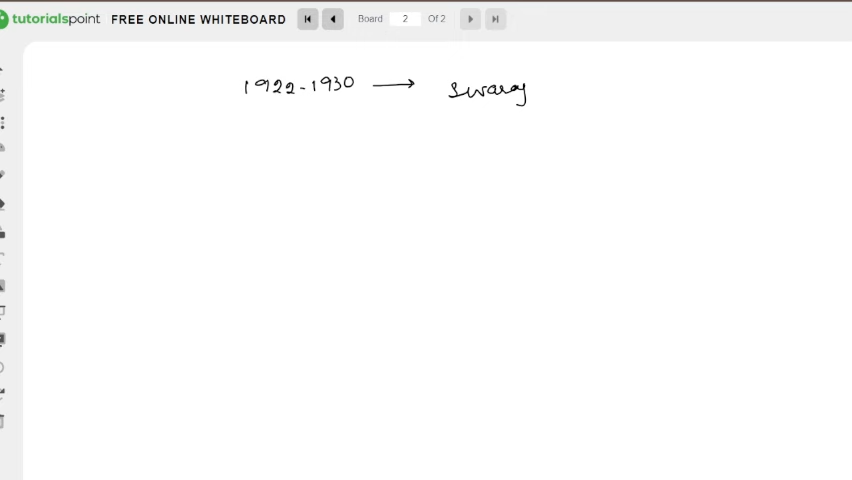 tutorialspoint FREE ONLINE WHITEBOARD Board 2 Of 2
1922-1930 → Swaraj